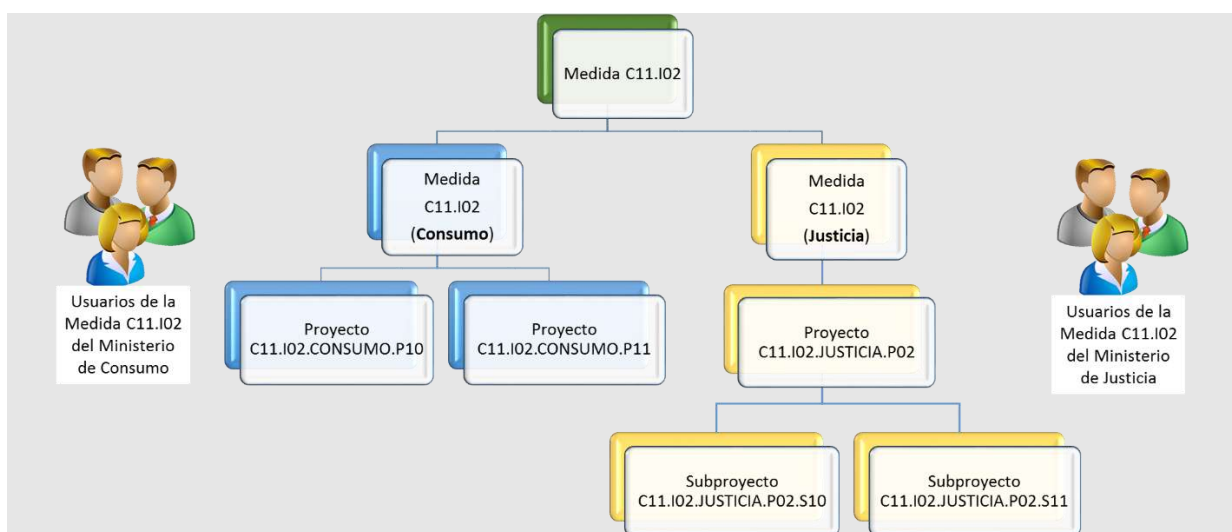 Medida C11.I02
Medida
C11.I02
(Consumo)
Medida
C11.I02
(Justicia)
Usuarios de la
Medida C11.I02
del Ministerio
de Consumo
Proyecto
C11.I02.CONSUMO.P10
Proyecto
C11.I02.CONSUMO.P11
Proyecto
C11.I02.JUSTICIA.P02
Usuarios de la
Medida C11.I02
del Ministerio
de Justicia
Subproyecto
C11.I02.JUSTICIA.P02.S10
Subproyecto
C11.I02.JUSTICIA.P02.S11